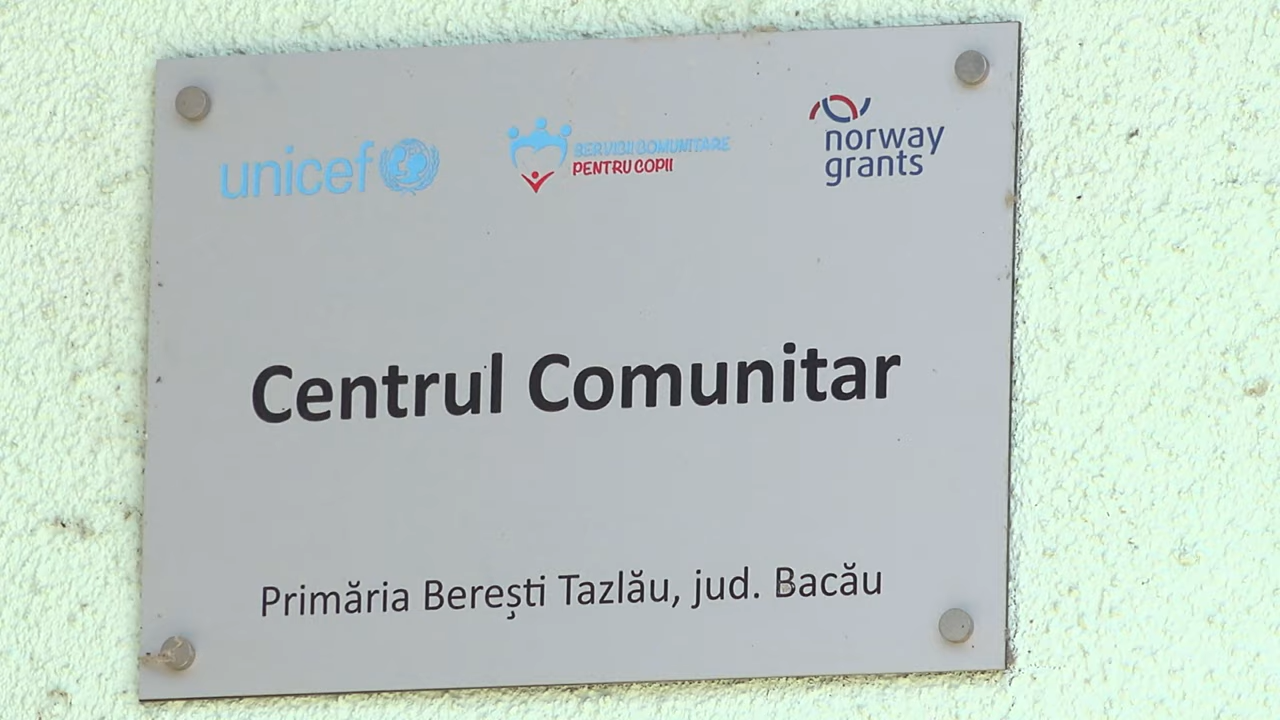 unicef
SERVICII COMUNITARE
PENTRU COPII
norway
grants
Centrul Comunitar
Primăria Berești Tazlău, jud. Bacău